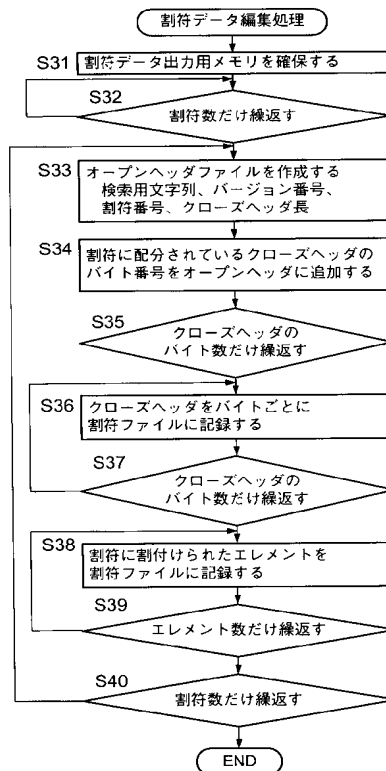 割符データ編集処理
S31
割符データ出力用メモリを確保する
S32
割符数だけ繰返す
S33
オープンヘッダファイルを作成する
検索用文字列、バージョン番号、
割符番号、クローズヘッダ長
S34
割符に配分されているクローズヘッダの
バイト番号をオープンヘッダに追加する
S35
クローズヘッダの
バイト数だけ繰返す
S36
クローズヘッダをバイトごとに
割符ファイルに記録する
S37
クローズヘッダの
バイト数だけ繰返す
S38
割符に割付けられたエレメントを
割符ファイルに記録する
S39
エレメント数だけ繰返す
S40
割符数だけ繰返す
END